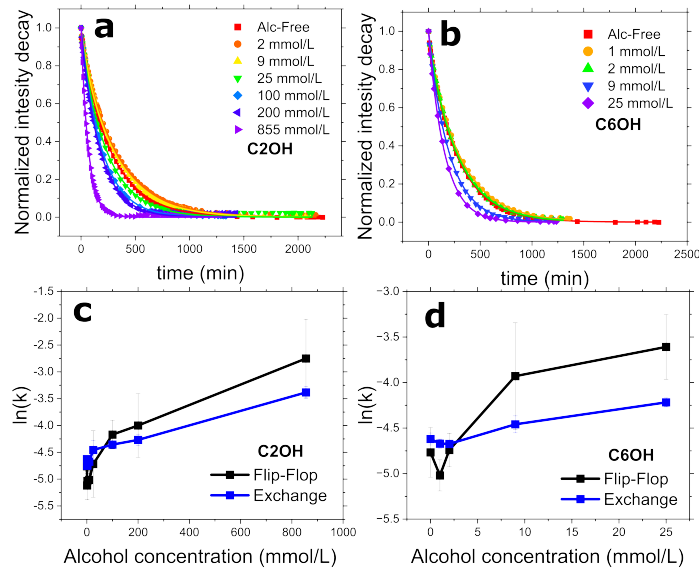 a
Normalized intesity decay
1.0
0.8
0.6
0.4
0.2
0.0
Alc-Free
2 mmol/L
9 mmol/L
25 mmol/L
100 mmol/L
200 mmol/L
855 mmol/L
C2OH
0 500 1000 1500 2000 2500
time (min)
b
Normalized intesity decay
1.0
0.8
0.6
0.4
0.2
0.0
Alc-Free
1 mmol/L
2 mmol/L
9 mmol/L
25 mmol/L
C6OH
0 500 1000 1500 2000 2500
time (min)
c
ln(k)
-1.5
-2.0
-2.5
-3.0
-3.5
-4.0
-4.5
-5.0
-5.5
C2OH
Flip-Flop
Exchange
0 200 400 600 800 1000
Alcohol concentration (mmol/L)
d
ln(k)
-3.0
-3.5
-4.0
-4.5
-5.0
-5.5
C6OH
Flip-Flop
Exchange
0 5 10 15 20 25
Alcohol concentration (mmol/L)